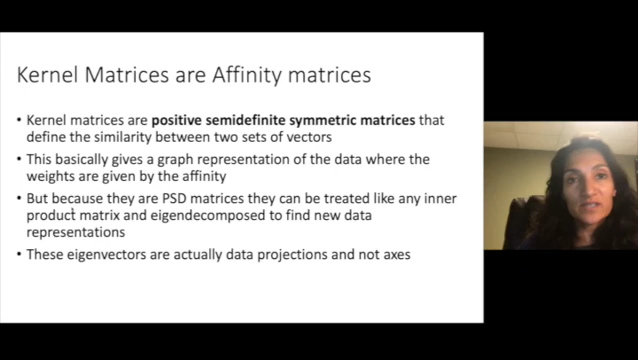 Kernel Matrices are Affinity matrices
• Kernel matrices are positive semidefinite symmetric matrices that
define the similarity between two sets of vectors
• This basically gives a graph representation of the data where the
weights are given by the affinity
• But because they are PSD matrices they can be treated like any inner
product matrix and eigendecomposed to find new data
representations
• These eigenvectors are actually data projections and not axes